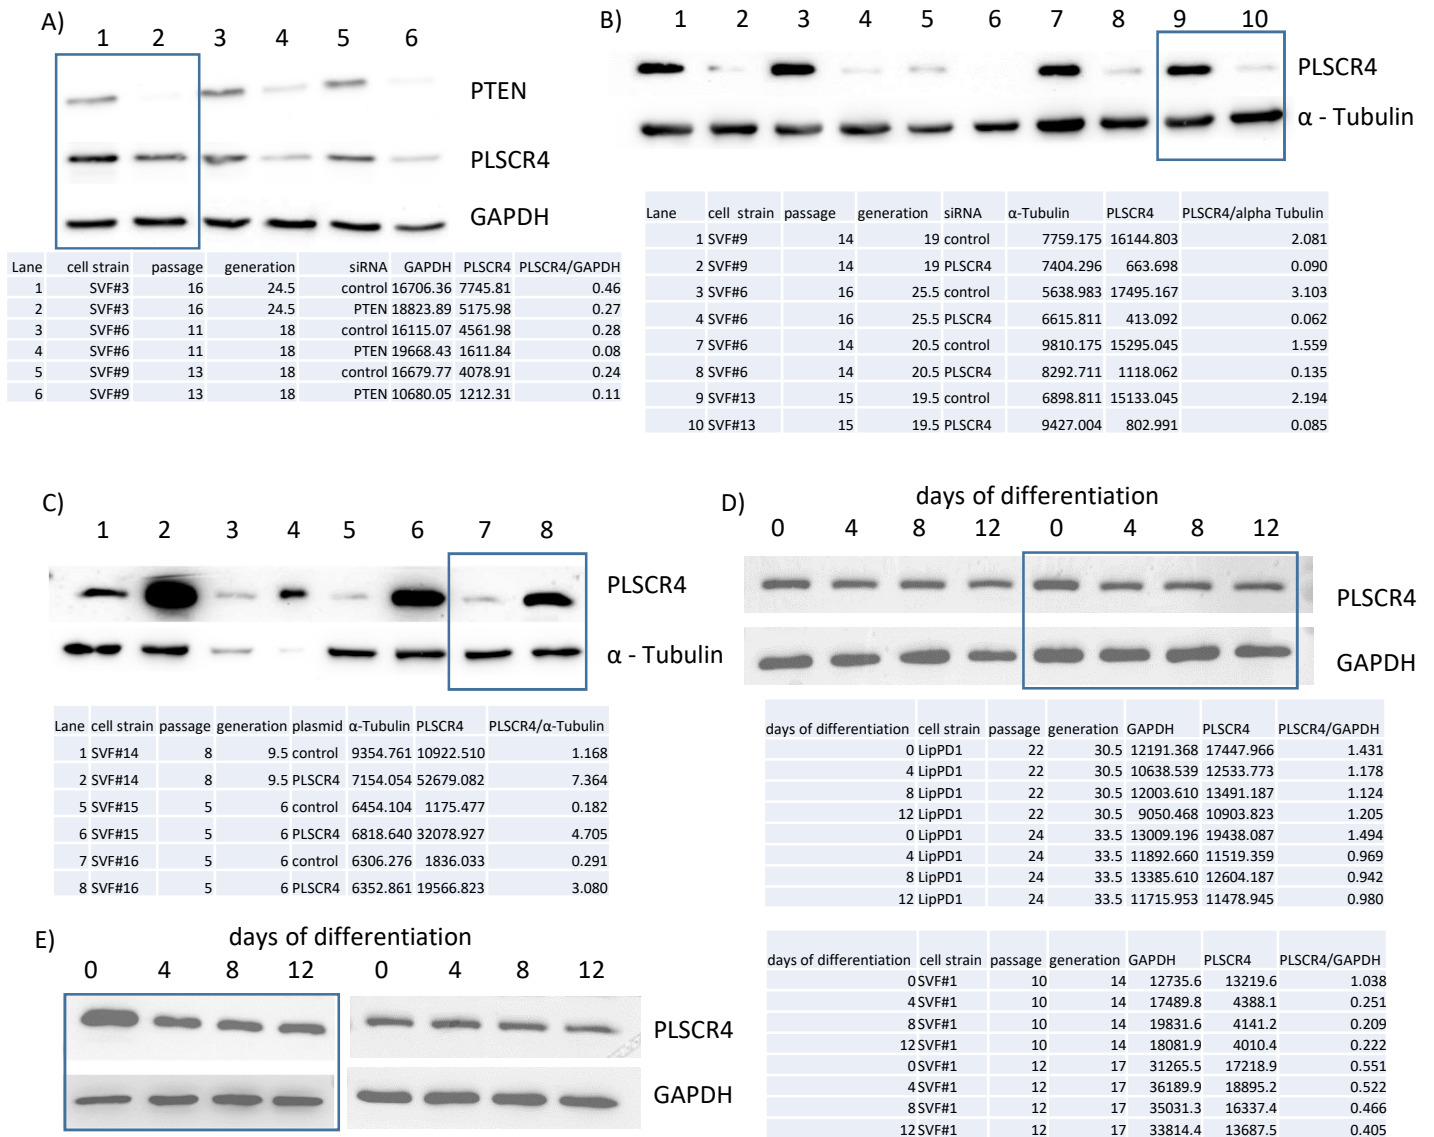 A)
1 2 3 4 5 6
PTEN
PLSCR4
GAPDH
Lane cell strain passage generation siRNA GAPDH PLSCR4 PLSCR4/GAPDH
1 SVF#3 16 24.5 control 16706.36 7745.81 0.46
2 SVF#3 16 24.5 PTEN 18823.89 5175.98 0.27
3 SVF#6 11 18 control 16115.07 4561.98 0.28
4 SVF#6 11 18 PTEN 19668.43 1611.84 0.08
5 SVF#9 13 18 control 16679.77 4078.91 0.24
6 SVF#9 13 18 PTEN 10680.05 1212.31 0.11
B)
1 2 3 4 5 6 7 8 9 10
PLSCR4
α - Tubulin
Lane cell strain passage generation siRNA α-Tubulin PLSCR4 PLSCR4/alpha Tubulin
1 SVF#9 14 19 control 7759.175 16144.803 2.081
2 SVF#9 14 19 PLSCR4 7404.296 663.698 0.090
3 SVF#6 16 25.5 control 5638.983 17495.167 3.103
4 SVF#6 16 25.5 PLSCR4 6615.811 413.092 0.062
7 SVF#6 14 20.5 control 9810.175 15295.045 1.559
8 SVF#6 14 20.5 PLSCR4 8292.711 1118.062 0.135
9 SVF#13 15 19.5 control 6898.811 15133.045 2.194
10 SVF#13 15 19.5 PLSCR4 9427.004 802.991 0.085
C)
1 2 3 4 5 6 7 8
PLSCR4
α - Tubulin
Lane cell strain passage generation plasmid α-Tubulin PLSCR4 PLSCR4/α-Tubulin
1 SVF#14 8 9.5 control 9354.761 10922.510 1.168
2 SVF#14 8 9.5 PLSCR4 7154.054 52679.082 7.364
5 SVF#15 5 6 control 6454.104 1175.477 0.182
6 SVF#15 5 6 PLSCR4 6818.640 32078.927 4.705
7 SVF#16 5 6 control 6306.276 1836.033 0.291
8 SVF#16 5 6 PLSCR4 6352.861 19566.823 3.080
D)
days of differentiation
0 4 8 12 0 4 8 12
PLSCR4
GAPDH
days of differentiation cell strain passage generation GAPDH PLSCR4 PLSCR4/GAPDH
0 LipPD1 22 30.5 12191.368 17447.966 1.431
4 LipPD1 22 30.5 10638.539 12533.773 1.178
8 LipPD1 22 30.5 12003.610 13491.187 1.124
12 LipPD1 22 30.5 9050.468 10903.823 1.205
0 LipPD1 24 33.5 13009.196 19438.087 1.494
4 LipPD1 24 33.5 11892.660 11519.359 0.969
8 LipPD1 24 33.5 13385.610 12604.187 0.942
12 LipPD1 24 33.5 11715.953 11478.945 0.980
E)
days of differentiation
0 4 8 12 0 4 8 12
PLSCR4
GAPDH
days of differentiation cell strain passage generation GAPDH PLSCR4 PLSCR4/GAPDH
0 SVF#1 10 14 12735.6 13219.6 1.038
4 SVF#1 10 14 17489.8 4388.1 0.251
8 SVF#1 10 14 19831.6 4141.2 0.209
12 SVF#1 10 14 18081.9 4010.4 0.222
0 SVF#1 12 17 31265.5 17218.9 0.551
4 SVF#1 12 17 36189.9 18895.2 0.522
8 SVF#1 12 17 35031.3 16337.4 0.466
12 SVF#1 12 17 33814.4 13687.5 0.405